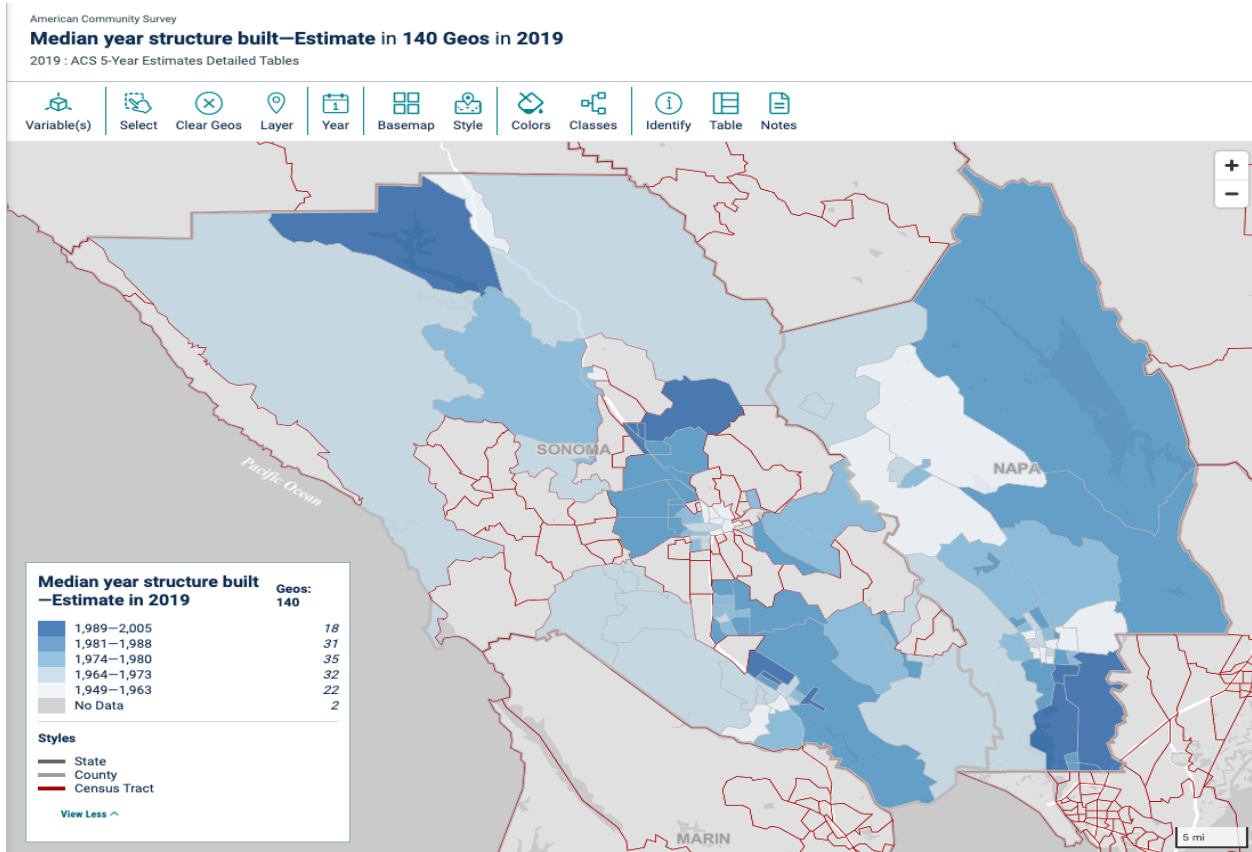 American Community Survey
Median year structure built—Estimate in 140 Geos in 2019
2019 : ACS 5-Year Estimates Detailed Tables
Variable(s) Select Clear Geos Layer 1 Year Basemap Style Colors Classes Identify Table Notes
+
−
SONOMA
NAPA
Pacific Ocean
MARIN
Median year structure built
—Estimate in 2019
Geos:
140
1,989—2,005 18
1,981—1,988 31
1,974—1,980 35
1,964—1,973 32
1,949—1,963 22
No Data 2
Styles
State
County
Census Tract
View Less
5 mi